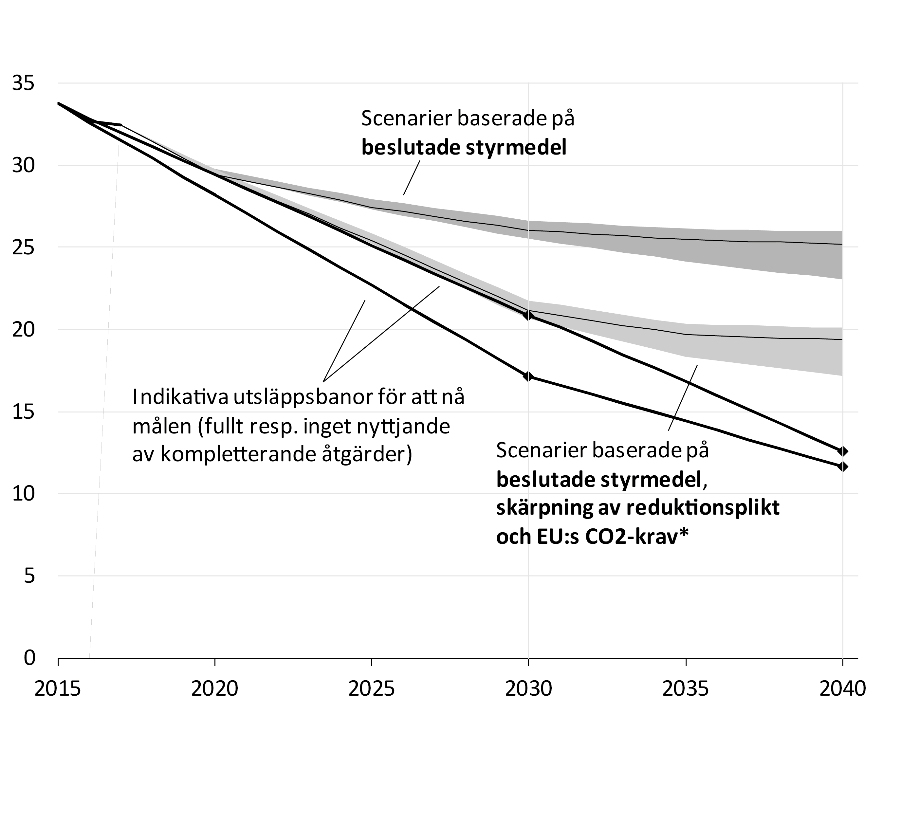 35
Scenarier baserade på
beslutade styrmedel
30
25
20
Indikativa utsläppsbanor för att nå
målen (fullt resp. inget nyttjande
av kompletterande åtgärder)
15
Scenarier baserade på
beslutade styrmedel,
skärpning av reduktionsplikt
och EU:s CO2-krav*
10
5
0
2015 2020 2025 2030 2035 2040